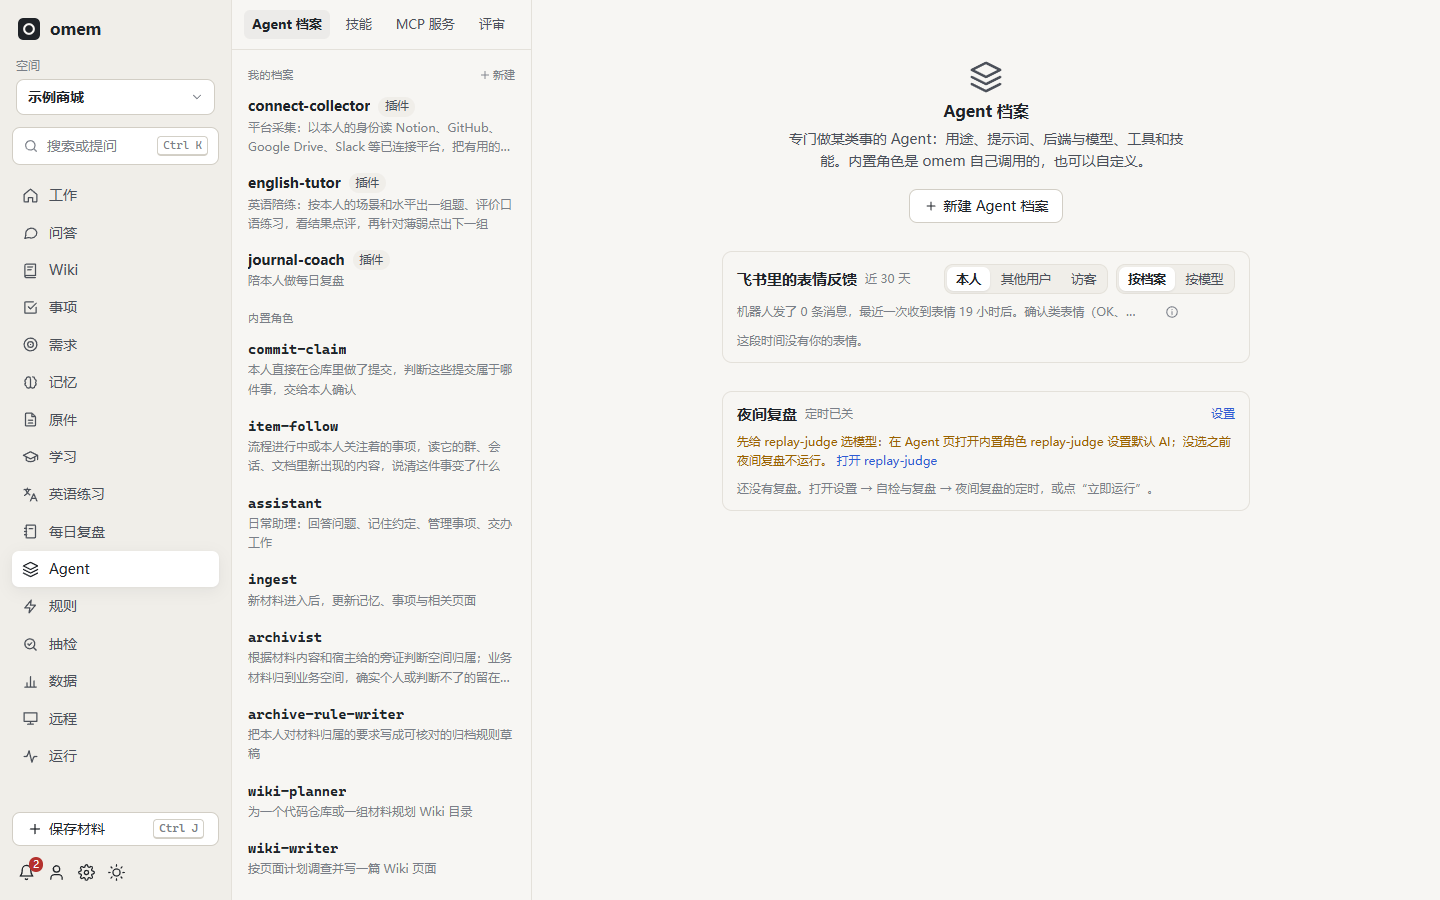 omem
空间
示例商城
搜索或提问 Ctrl K
工作
问答
Wiki
事项
需求
记忆
原件
学习
英语练习
每日复盘
Agent
规则
抽检
数据
远程
运行
+ 保存材料 Ctrl J
2
Agent 档案 技能 MCP 服务 评审
我的档案 + 新建
connect-collector 插件
平台采集：以本人的身份读 Notion、GitHub、
Google Drive、Slack 等已连接平台，把有用的...
english-tutor 插件
英语陪练：按本人的场景和水平出一组题、评价口
语练习，看结果点评，再针对薄弱点出下一组
journal-coach 插件
陪本人做每日复盘
内置角色
commit-claim
本人直接在仓库里做了提交，判断这些提交属于哪
件事，交给本人确认
item-follow
流程进行中或本人关注着的事项，读它的群、会
话、文档里新出现的内容，说清这件事变了什么
assistant
日常助理：回答问题、记住约定、管理事项、交办
工作
ingest
新材料进入后，更新记忆、事项与相关页面
archivist
根据材料内容和宿主给的旁证判断空间归属；业务
材料归到业务空间，确实个人或判断不了的留在...
archive-rule-writer
把本人对材料归属的要求写成可核对的归档规则草
稿
wiki-planner
为一个代码仓库或一组材料规划 Wiki 目录
wiki-writer
按页面计划调查并写一篇 Wiki 页面
Agent 档案
专门做某类事的 Agent：用途、提示词、后端与模型、工具和技
能。内置角色是 omem 自己调用的，也可以自定义。
+ 新建 Agent 档案
飞书里的表情反馈 近 30 天 本人 其他用户 访客 按档案 按模型
机器人发了 0 条消息，最近一次收到表情 19 小时后。确认类表情（OK、...
这段时间没有你的表情。
夜间复盘 定时已关 设置
先给 replay-judge 选模型：在 Agent 页打开内置角色 replay-judge 设置默认 AI；没选之前
夜间复盘不运行。 打开 replay-judge
还没有复盘。打开设置 → 自检与复盘 → 夜间复盘的定时，或点“立即运行”。